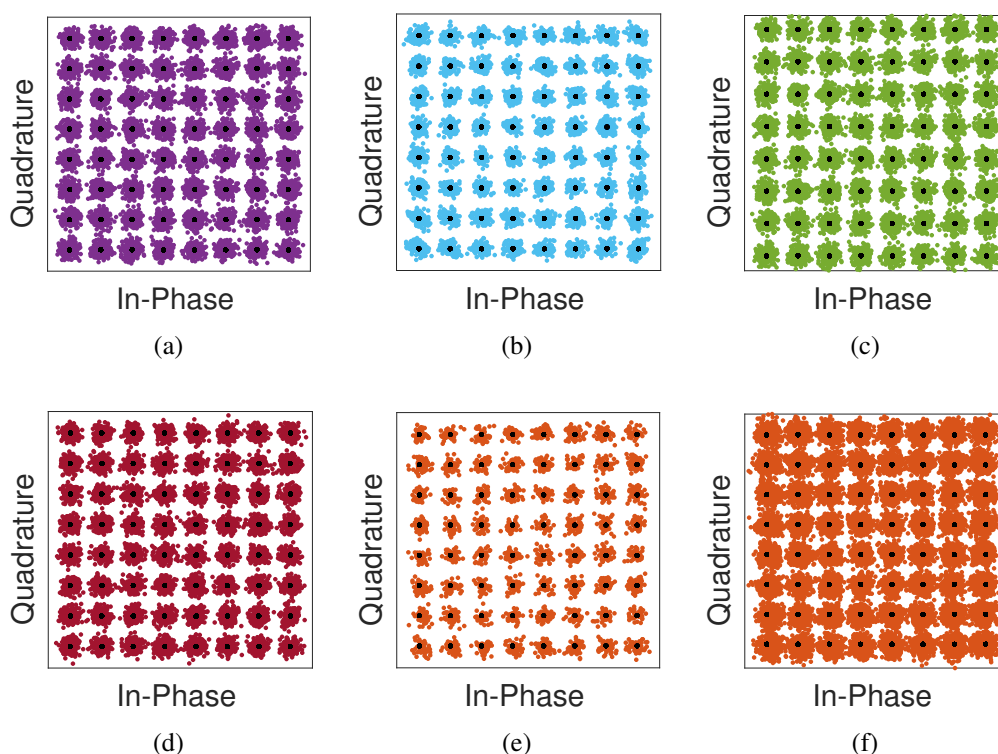 Quadrature
In-Phase
(a)
Quadrature
In-Phase
(b)
Quadrature
In-Phase
(c)
Quadrature
In-Phase
(d)
Quadrature
In-Phase
(e)
Quadrature
In-Phase
(f)